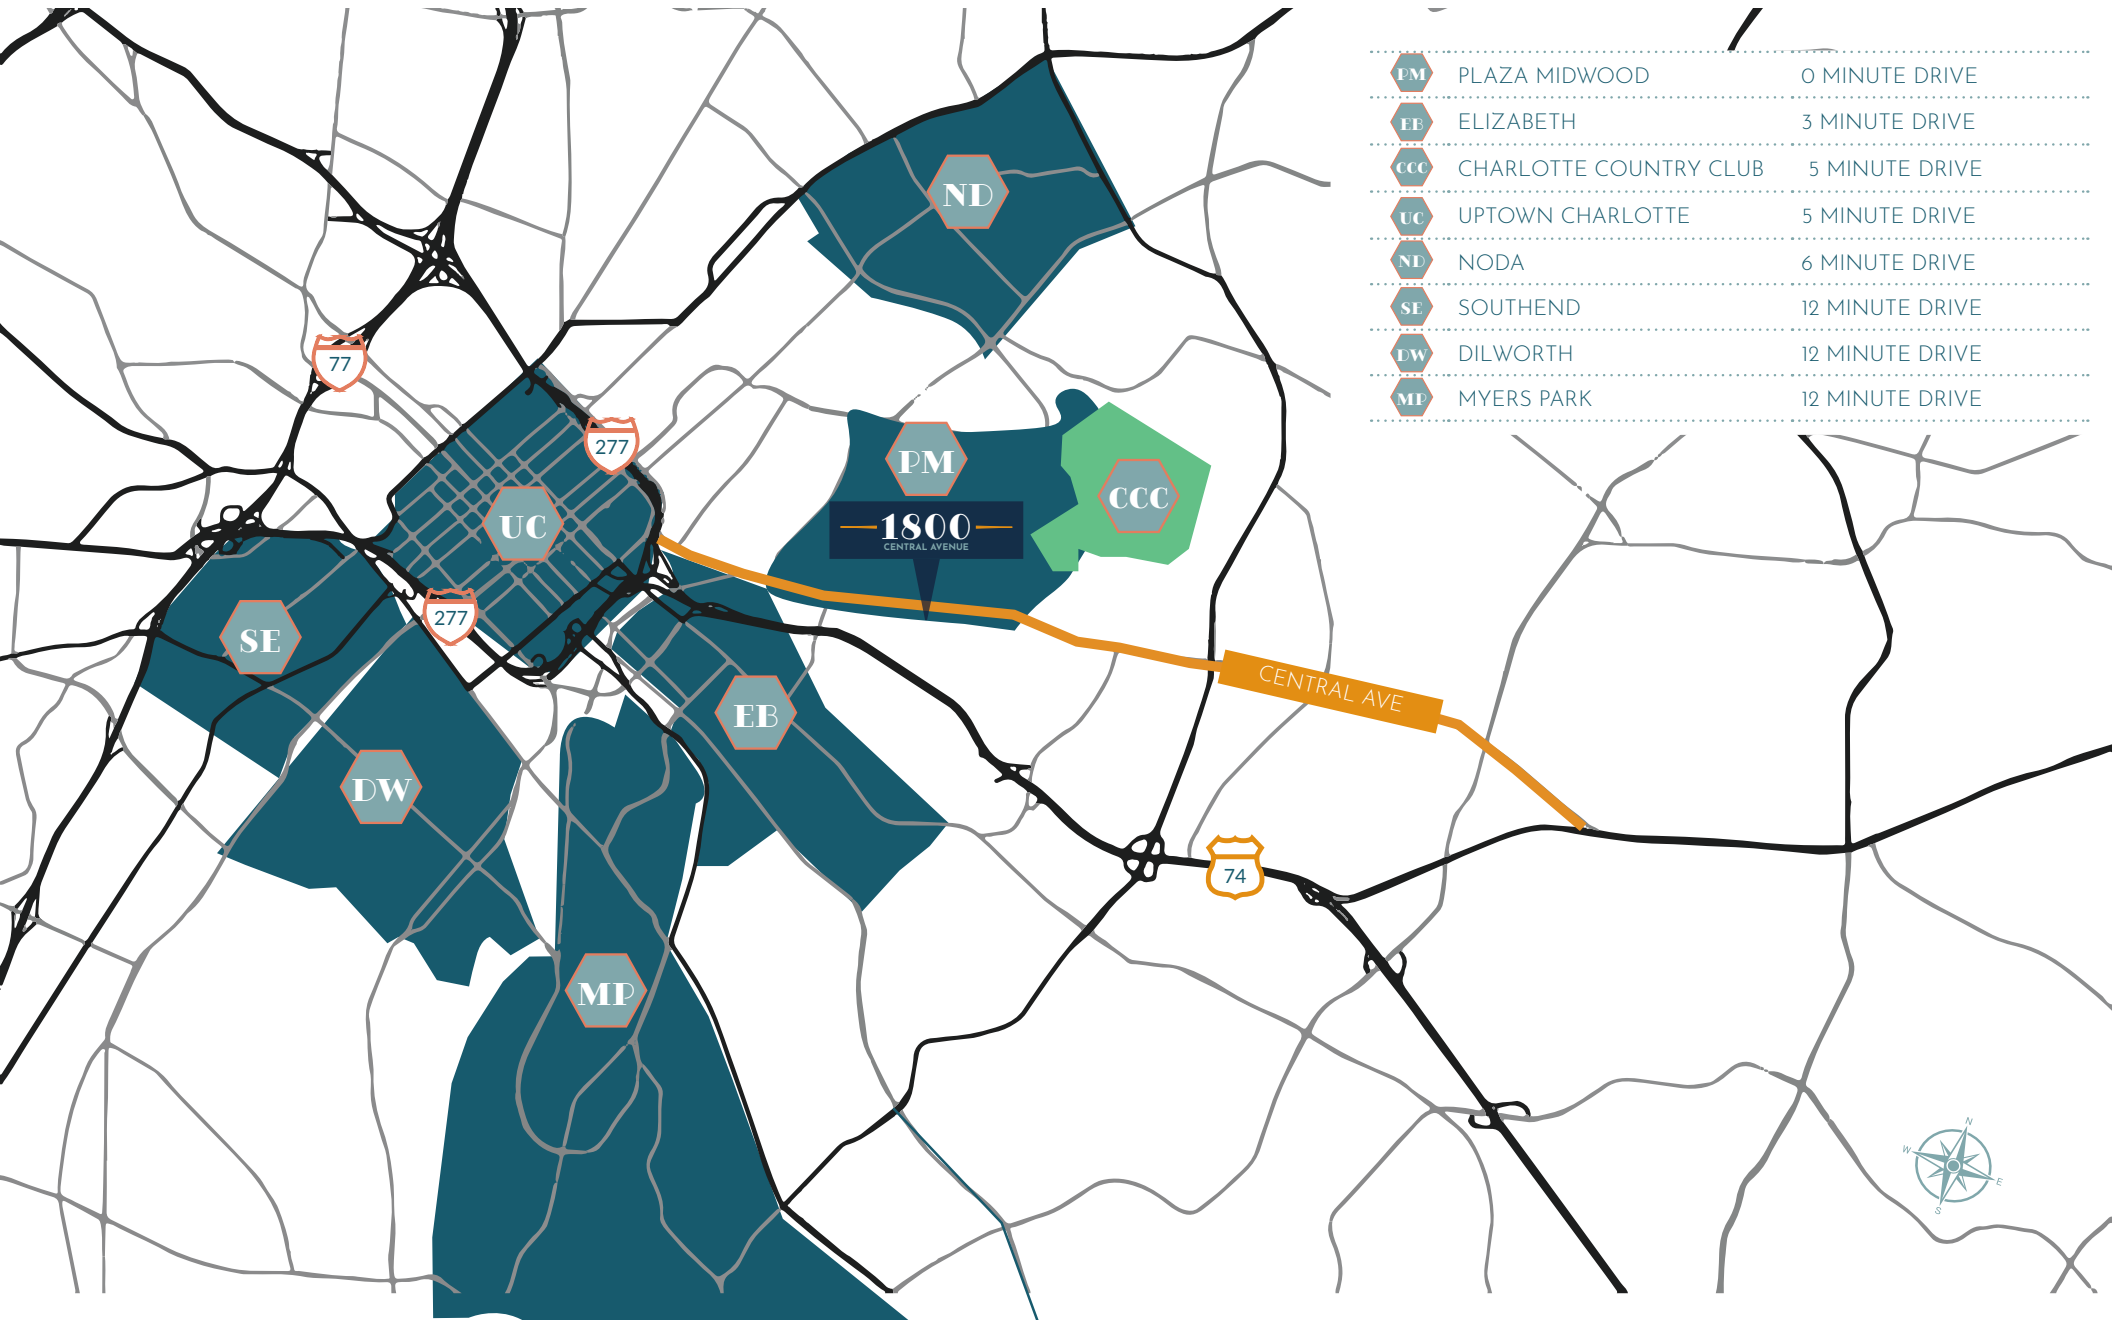 PM PLAZA MIDWOOD 0 MINUTE DRIVE
EB ELIZABETH 3 MINUTE DRIVE
CCC CHARLOTTE COUNTRY CLUB 5 MINUTE DRIVE
UC UPTOWN CHARLOTTE 5 MINUTE DRIVE
ND NODA 6 MINUTE DRIVE
SE SOUTHEND 12 MINUTE DRIVE
DW DILWORTH 12 MINUTE DRIVE
MP MYERS PARK 12 MINUTE DRIVE
ND
77
277
PM
CCC
UC
1800
CENTRAL AVENUE
277
SE
CENTRAL AVE
EB
DW
74
MP
N
W
E
S